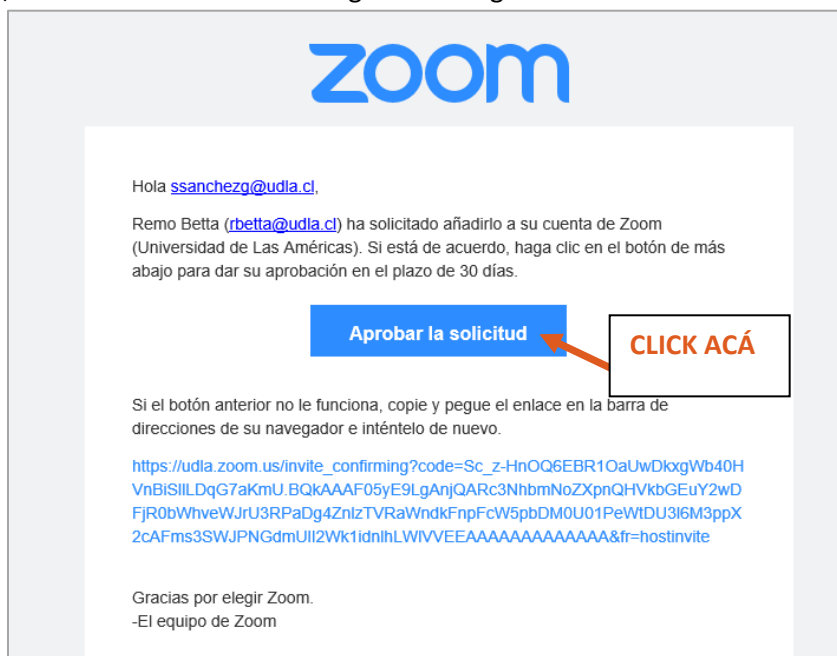 zoom
Hola ssanchezg@udla.cl,
Remo Betta (rbetta@udla.cl) ha solicitado añadirlo a su cuenta de Zoom
(Universidad de Las Américas). Si está de acuerdo, haga clic en el botón de más
abajo para dar su aprobación en el plazo de 30 días.
Aprobar la solicitud
CLICK ACÁ
Si el botón anterior no le funciona, copie y pegue el enlace en la barra de
direcciones de su navegador e inténtelo de nuevo.
https://udla.zoom.us/invite_confirming?code=Sc_z-HnOQ6EBR1OaUwDkxgWb40H
VnBiSIlLDqG7aKmU.BQkAAAF05yE9LgAnjQARc3NhbmNoZXpnQHVkbGEuY2wD
FjR0bWhveWJrU3RPaDg4ZnlzTVRaWndkFnpFcW5pbDM0U01PeWtDU3l6M3ppX
2cAFms3SWJPNGdmUlI2Wk1idnlhLWlVVEEAAAAAAAAAAAAA&fr=hostinvite
Gracias por elegir Zoom.
-El equipo de Zoom